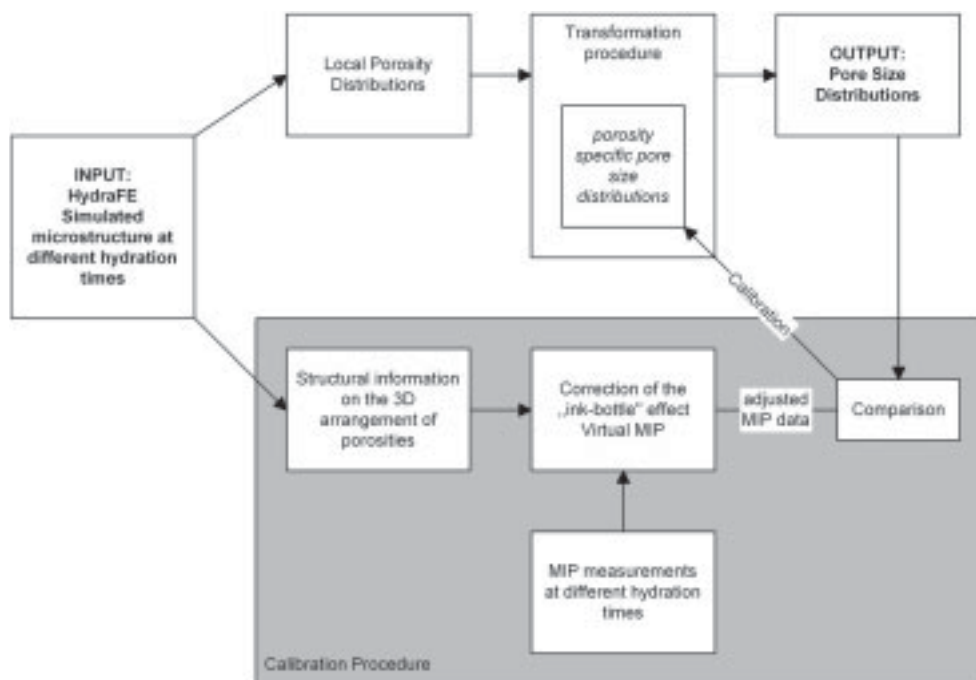 Local Porosity
Distributions
Transformation
procedure
OUTPUT:
Pore Size
Distributions
porosity
specific pore
size
distributions
INPUT:
HydraFE
Simulated
microstructure at
different hydration
times
Calibration
Structural information
on the 3D
arrangement of
porosities
Correction of the
„ink-bottle“ effect
Virtual MIP
adjusted
MIP data
Comparison
MIP measurements
at different hydration
times
Calibration Procedure